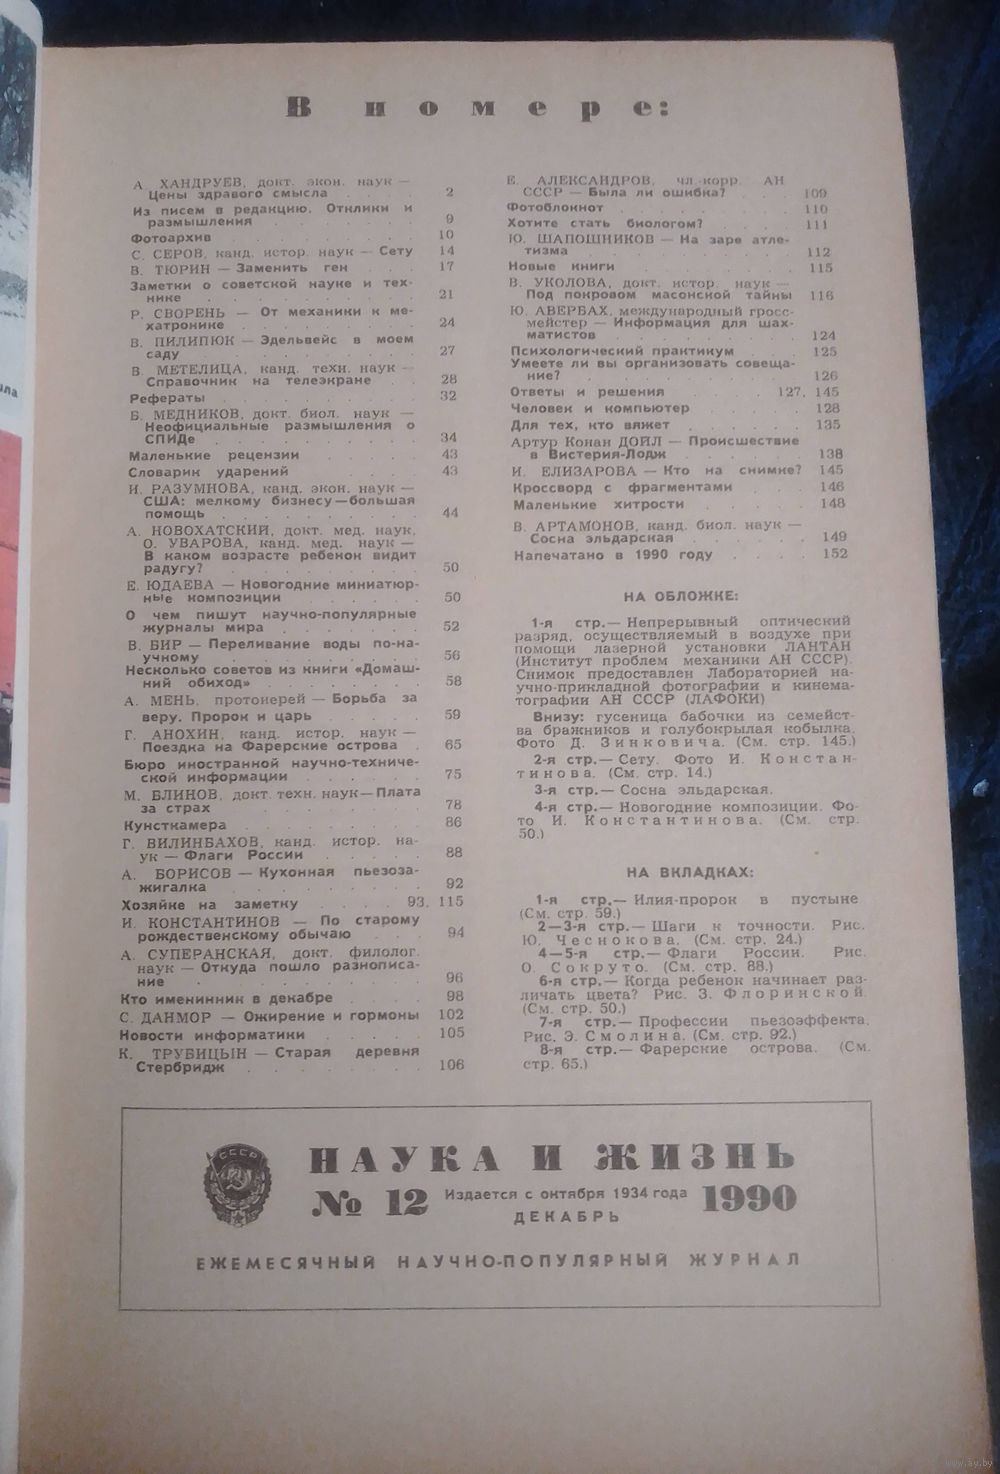 В номере:
А. ХАНДРУЕВ, докт. экон. наук —
Цены здравого смысла . . . . 2
Из писем в редакцию. Отклики и
размышления . . . . . . . 9
Фотоархив . . . . . . . . 10
С. СЕРОВ, канд. истор. наук — Сету 14
В. ТЮРИН — Заменить ген . . . 17
Заметки о советской науке и тех-
нике . . . . . . . . . 21
Р. СВОРЕНЬ — От механики к ме-
хатронике . . . . . . . . 24
В. ПИЛИПЮК — Эдельвейс в моем
саду . . . . . . . . . 27
В. МЕТЕЛИЦА, канд. техн. наук —
Справочник на телеэкране . . 28
Рефераты . . . . . . . . 32
Б. МЕДНИКОВ, докт. биол. наук —
Неофициальные размышления о
СПИДе . . . . . . . . . 34
Маленькие рецензии . . . . . 43
Словарик ударений . . . . . 43
И. РАЗУМНОВА, канд. экон. наук —
США: мелкому бизнесу — большая
помощь . . . . . . . . . 44
А. НОВОХАТСКИЙ, докт. мед. наук,
О. УВАРОВА, канд. мед. наук —
В каком возрасте ребенок видит
радугу? . . . . . . . . . 50
Е. ЮДАЕВА — Новогодние миниатюр-
ные композиции . . . . . . 50
О чем пишут научно-популярные
журналы мира . . . . . . . 52
В. БИР — Переливание воды по-на-
учному . . . . . . . . . 56
Несколько советов из книги «Домаш-
ний обиход» . . . . . . . 58
А. МЕНЬ, протоиерей — Борьба за
веру. Пророк и царь . . . . . 59
Г. АНОХИН, канд. истор. наук —
Поездка на Фарерские острова . 65
Бюро иностранной научно-техниче-
ской информации . . . . . . 75
М. БЛИНОВ, докт. техн. наук — Плата
за страх . . . . . . . . 78
Кунсткамера . . . . . . . 86
Г. ВИЛИНБАХОВ, канд. истор. на-
ук — Флаги России . . . . . 88
А. БОРИСОВ — Кухонная пьезоза-
жигалка . . . . . . . . 92
Хозяйке на заметку . . . . 93, 115
И. КОНСТАНТИНОВ — По старому
рождественскому обычаю . . . 94
А. СУПЕРАНСКАЯ, докт. филолог.
наук — Откуда пошло разнописа-
ние . . . . . . . . . 96
Кто именинник в декабре . . . . 98
С. ДАНМОР — Ожирение и гормоны 102
Новости информатики . . . . . 105
К. ТРУБИЦЫН — Старая деревня
Стербридж . . . . . . . . 106
Е. АЛЕКСАНДРОВ, чл.-корр. АН
СССР — Была ли ошибка? . . . 109
Фотоблокнот . . . . . . . 110
Хотите стать биологом? . . . 111
Ю. ШАПОШНИКОВ — На заре атле-
тизма . . . . . . . . . 112
Новые книги . . . . . . . 115
В. УКОЛОВА, докт. истор. наук —
Под покровом масонской тайны 116
Ю. АВЕРБАХ, международный гросс-
мейстер — Информация для шах-
матистов . . . . . . . . 124
Психологический практикум . . . 125
Умеете ли вы организовать совеща-
ние? . . . . . . . . . 126
Ответы и решения . . . . . 127, 145
Человек и компьютер . . . . . 128
Для тех, кто вяжет . . . . . 135
Артур Конан ДОЙЛ — Происшествие
в Вистерия-Лодж . . . . . . 138
И. ЕЛИЗАРОВА — Кто на снимке? 145
Кроссворд с фрагментами . . . . 146
Маленькие хитрости . . . . . 148
В. АРТАМОНОВ, канд. биол. наук —
Сосна эльдарская . . . . . . 149
Напечатано в 1990 году . . . . 152
НА ОБЛОЖКЕ:
1-я стр.— Непрерывный оптический
разряд, осуществляемый в воздухе при
помощи лазерной установки ЛАНТАН
(Институт проблем механики АН СССР).
Снимок предоставлен Лабораторией на-
учно-прикладной фотографии и кинема-
тографии АН СССР (ЛАФОКИ)
Внизу: гусеница бабочки из семейст-
ва бражников и голубокрылая кобылка.
Фото Д. Зинковича. (См. стр. 145.)
2-я стр.— Сету. Фото И. Констан-
тинова. (См. стр. 14.)
3-я стр.— Сосна эльдарская.
4-я стр.— Новогодние композиции. Фо-
то И. Константинова. (См. стр.
50.)
НА ВКЛАДКАХ:
1-я стр.— Илия-пророк в пустыне
(См. стр. 59.)
2—3-я стр.— Шаги к точности. Рис.
Ю. Чеснокова. (См. стр. 24.)
4—5-я стр.— Флаги России. Рис.
О. Сокруто. (См. стр. 88.)
6-я стр.— Когда ребенок начинает раз-
личать цвета? Рис. З. Флоринской
(См. стр. 50.)
7-я стр.— Профессии пьезоэффекта.
Рис. Э. Смолина. (См. стр. 92.)
8-я стр.— Фарерские острова. (См.
стр. 65.)
СССР
НАУКА И ЖИЗНЬ
№ 12 Издается с октября 1934 года 1990
ДЕКАБРЬ
ЕЖЕМЕСЯЧНЫЙ НАУЧНО-ПОПУЛЯРНЫЙ ЖУРНАЛ
www.ay.by